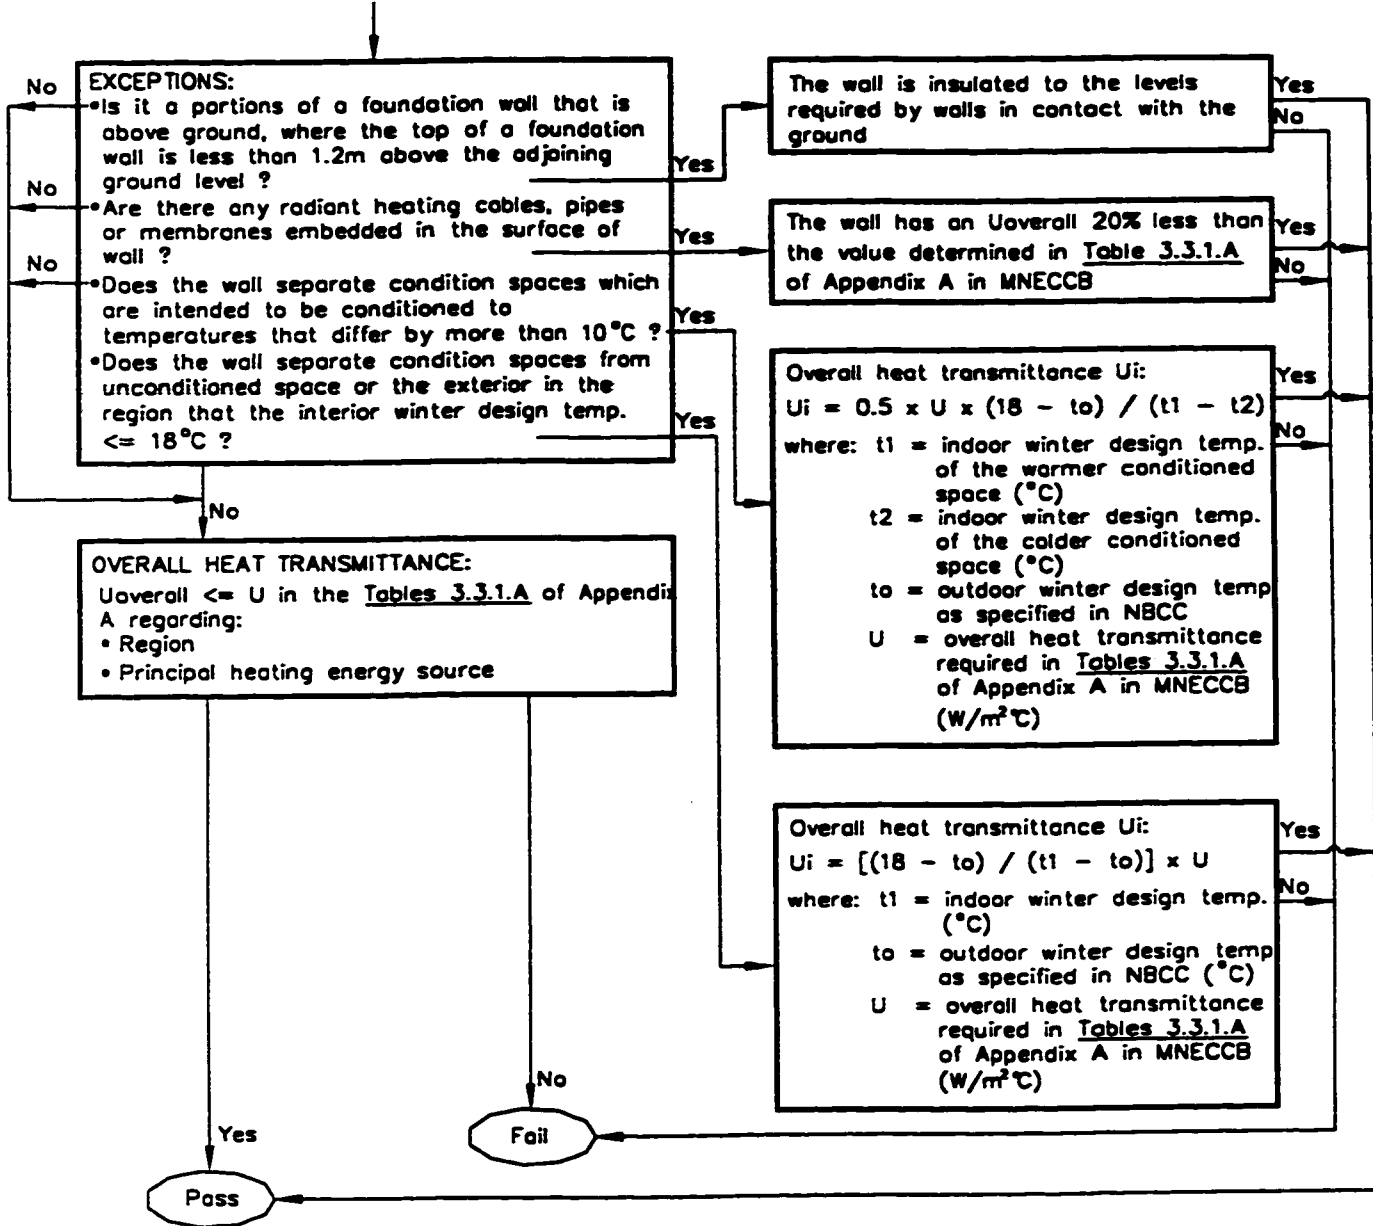 EXCEPTIONS:
•Is it a portions of a foundation wall that is
above ground, where the top of a foundation
wall is less than 1.2m above the adjoining
ground level ?
•Are there any radiant heating cables, pipes
or membranes embedded in the surface of
wall ?
•Does the wall separate condition spaces which
are intended to be conditioned to
temperatures that differ by more than 10°C ?
•Does the wall separate condition spaces from
unconditioned space or the exterior in the
region that the interior winter design temp.
<= 18°C ?
No
No
No
Yes
Yes
Yes
Yes
No
The wall is insulated to the levels
required by walls in contact with the
ground
Yes
No
The wall has an Uoverall 20% less than
the value determined in Table 3.3.1.A
of Appendix A in MNECCB
Yes
No
Overall heat transmittance Ui:
Ui = 0.5 x U x (18 - to) / (t1 - t2)
where: t1 = indoor winter design temp.
of the warmer conditioned
space (°C)
t2 = indoor winter design temp.
of the colder conditioned
space (°C)
to = outdoor winter design temp
as specified in NBCC
U = overall heat transmittance
required in Tables 3.3.1.A
of Appendix A in MNECCB
(W/m²℃)
Yes
No
Overall heat transmittance Ui:
Ui = [(18 - to) / (t1 - to)] x U
where: t1 = indoor winter design temp.
(°C)
to = outdoor winter design temp
as specified in NBCC (°C)
U = overall heat transmittance
required in Tables 3.3.1.A
of Appendix A in MNECCB
(W/m²℃)
Yes
No
OVERALL HEAT TRANSMITTANCE:
Uoverall <= U in the Tables 3.3.1.A of Appendix
A regarding:
• Region
• Principal heating energy source
No
Yes
Fail
Pass